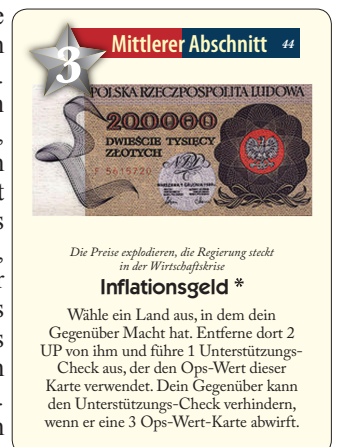 3
Mittlerer Abschnitt 44
POLSKA RZECZPOSPOLITA LUDOWA
200000
DWIEŚCIE TYSIĘCY
ZŁOTYCH
F 5615720
Die Preise explodieren, die Regierung steckt
in der Wirtschaftskrise
Inflationsgeld *
Wähle ein Land aus, in dem dein
Gegenüber Macht hat. Entferne dort 2
UP von ihm und führe 1 Unterstützungs-
Check aus, der den Ops-Wert dieser
Karte verwendet. Dein Gegenüber kann
den Unterstützungs-Check verhindern,
wenn er eine 3 Ops-Wert-Karte abwirft.